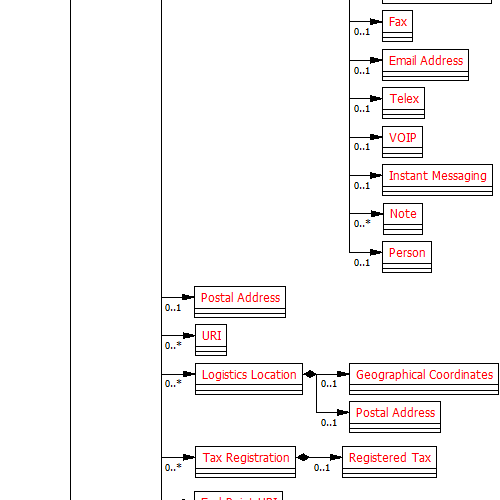 Fax
0..1
Email Address
0..1
Telex
0..1
VOIP
0..1
Instant Messaging
0..1
Note
0..*
Person
0..1
Postal Address
0..1
URI
0..*
Logistics Location
0..*
Geographical Coordinates
0..1
Postal Address
0..1
Tax Registration
0..*
Registered Tax
0..1